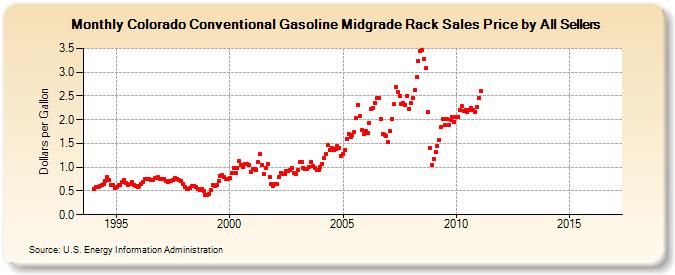 Monthly Colorado Conventional Gasoline Midgrade Rack Sales Price by All Sellers
Dollars per Gallon
3.5
3.0
2.5
2.0
1.5
1.0
0.5
0.0
1995 2000 2005 2010 2015
Source: U.S. Energy Information Administration